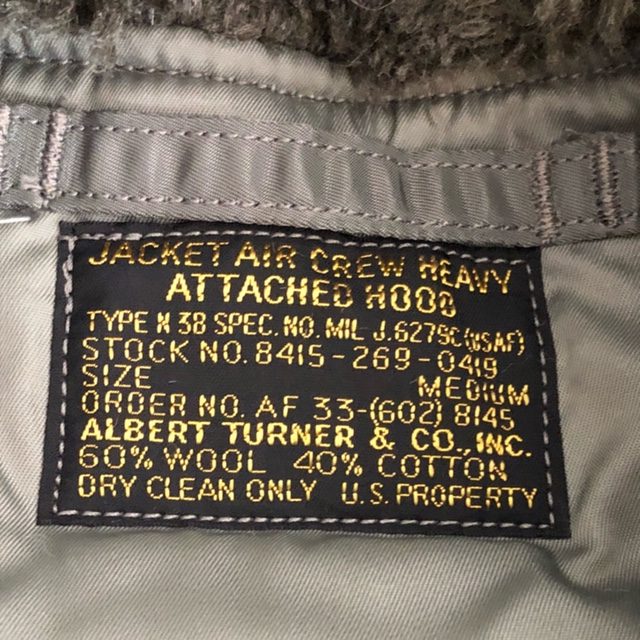 JACKET AIR CREW HEAVY
ATTACHED HOOD
TYPE N 3B SPEC. NO. MIL J.6279C (USAF)
STOCK NO. 8415-269-0419
SIZE MEDIUM
ORDER NO. AF 33-(602) 8145
ALBERT TURNER & CO., INC.
60% WOOL 40% COTTON
DRY CLEAN ONLY U.S. PROPERTY